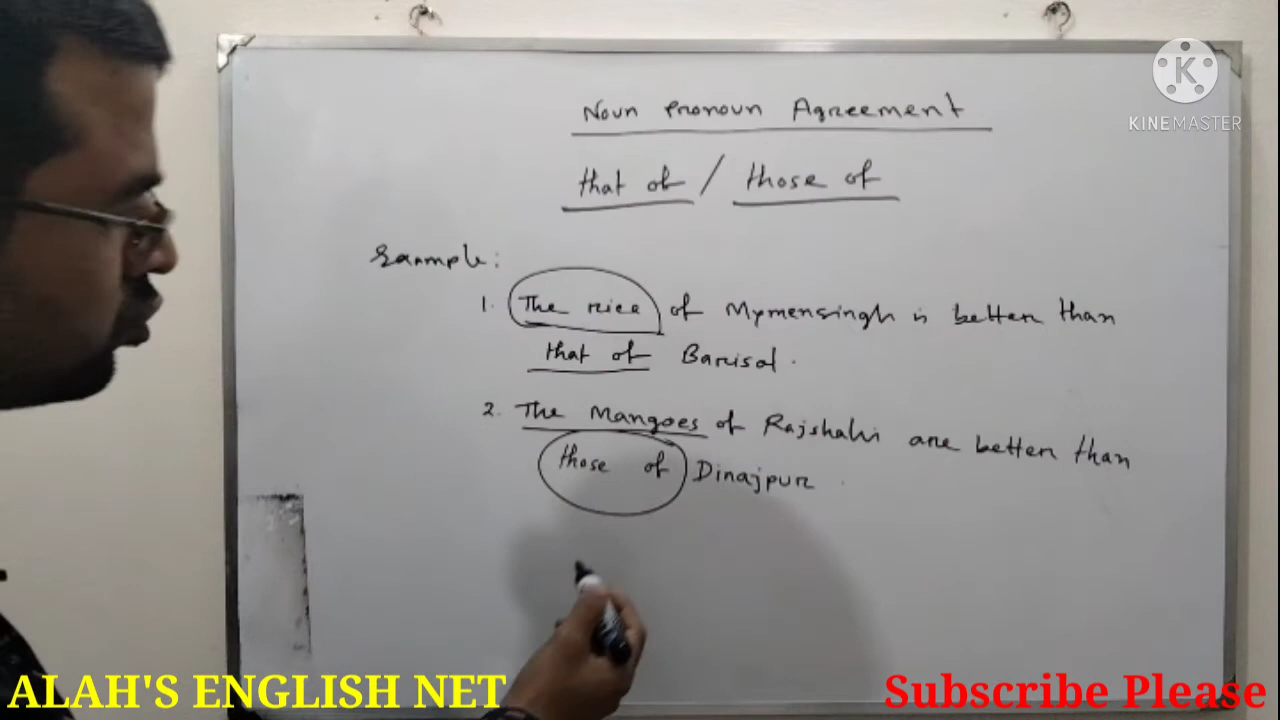 KINEMASTER
Noun Pronoun Agreement
that of / those of
Example:
1. The rice of Mymensingh is better than
that of Barisal.
2. The Mangoes of Rajshahi are better than
those of Dinajpur
ALAH'S ENGLISH NET
Subscribe Please